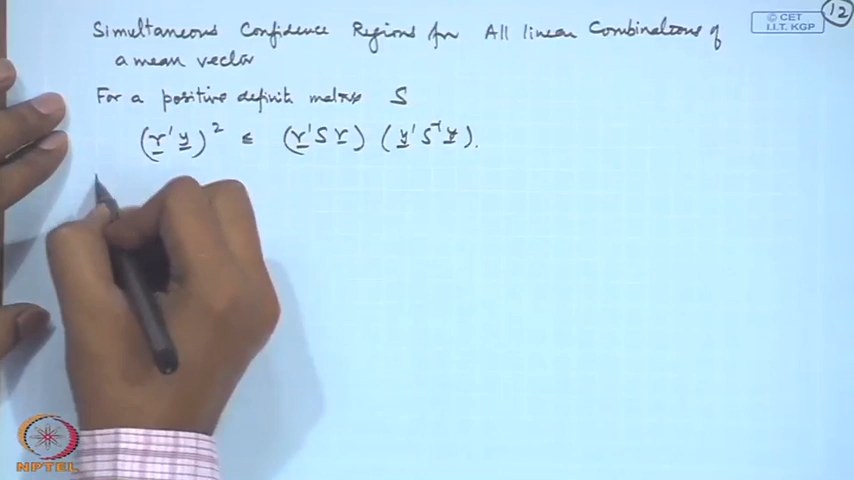 Simultaneous Confidence Regions for All linear Combinations of
a mean vector
For a positive definite matrix S
(r'y)² ≤ (r'Sr) (y'S⁻¹y).
12
© CET
I.I.T. KGP
NPTEL